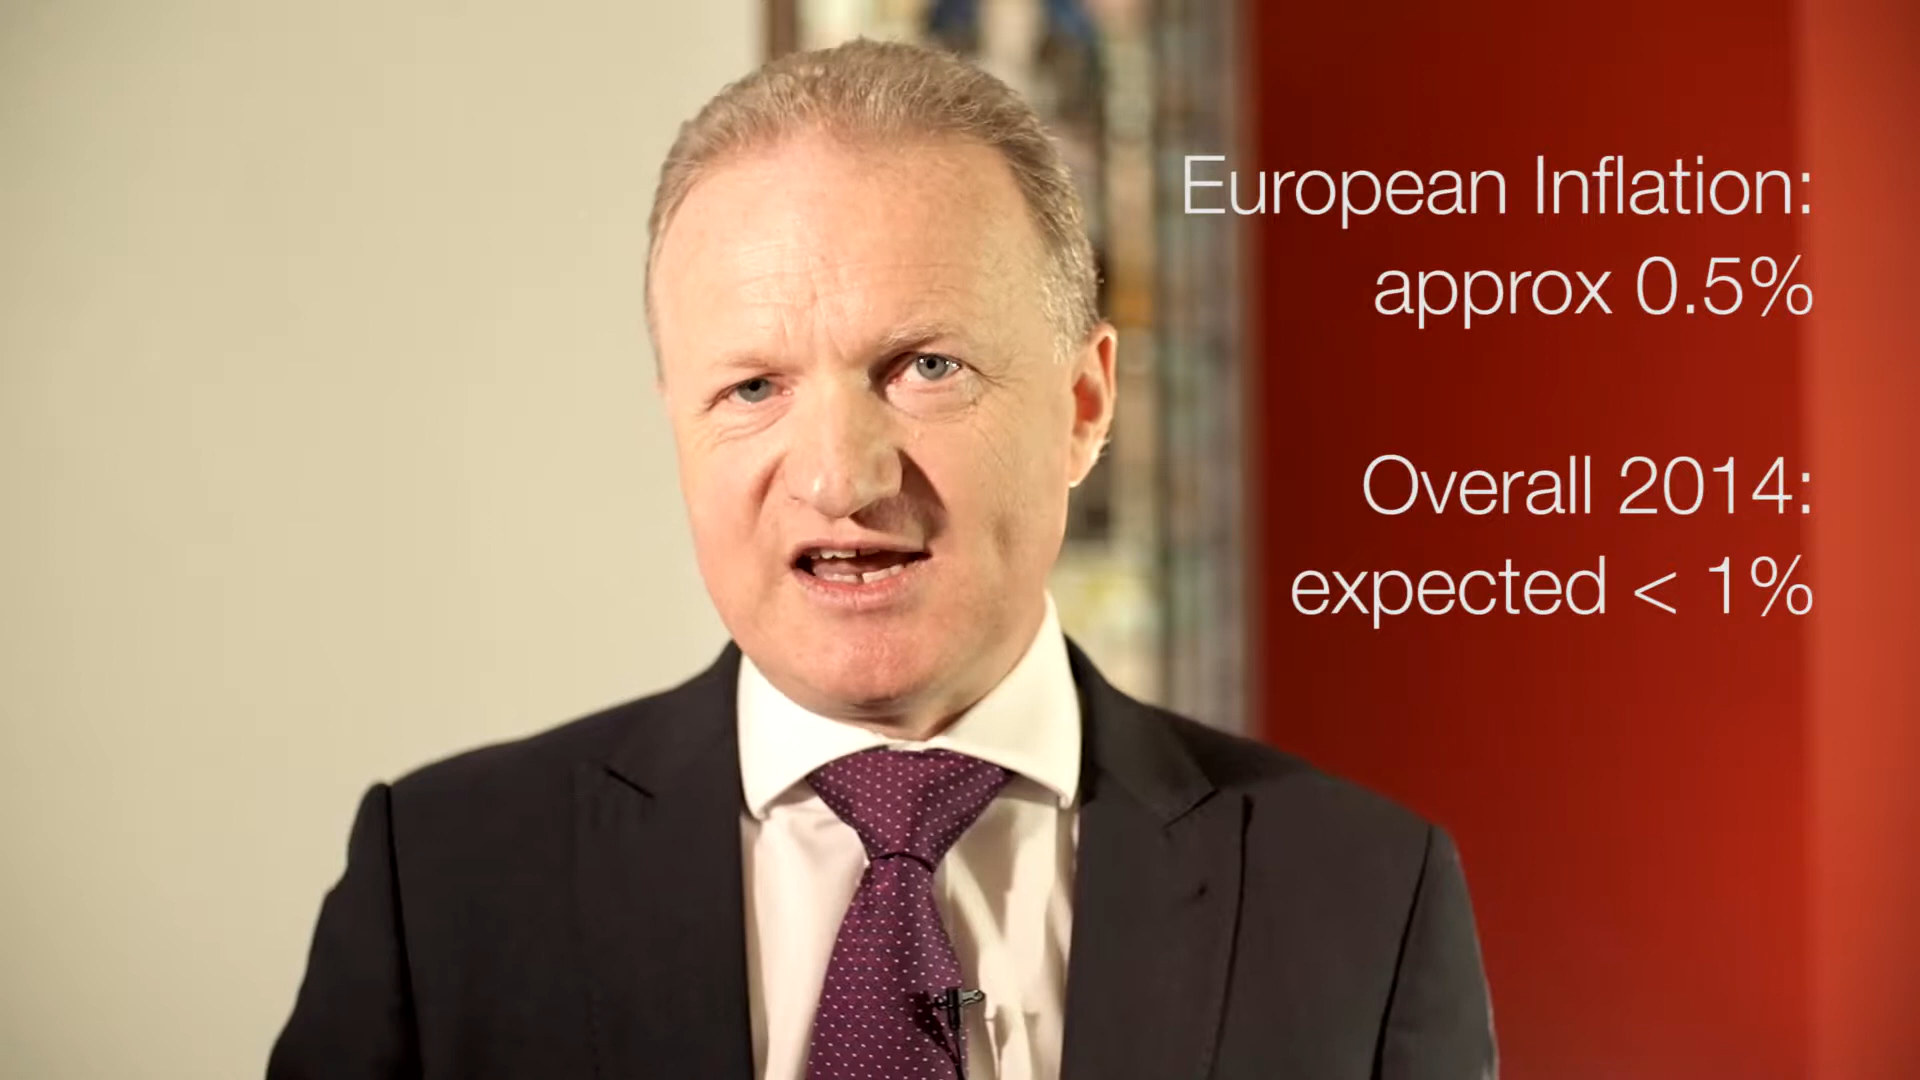 European Inflation:
approx 0.5%
Overall 2014:
expected < 1%